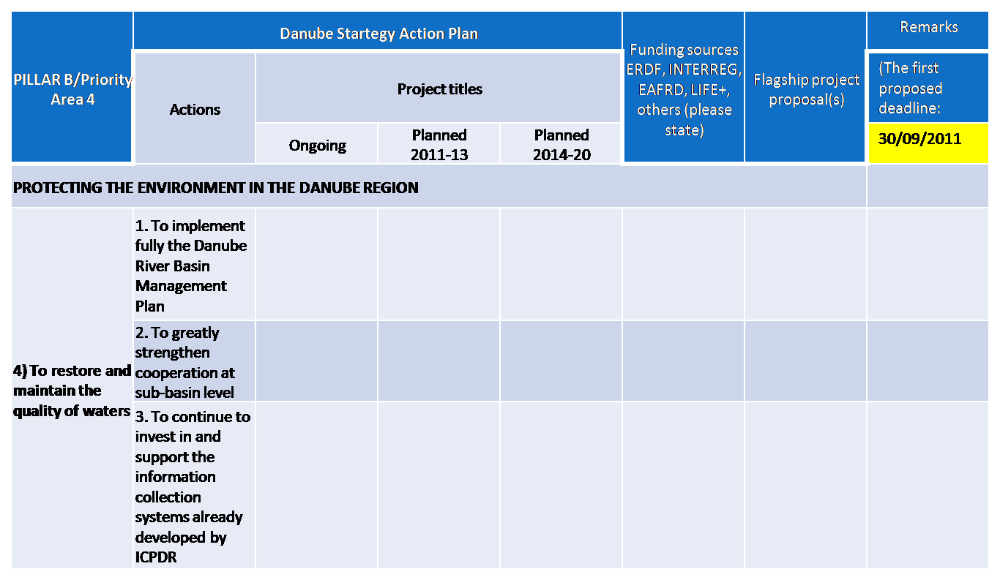 PILLAR B/Priority
Area 4
Danube Startegy Action Plan
Actions
Project titles
Ongoing
Planned
2011-13
Planned
2014-20
Funding sources
ERDF, INTERREG,
EAFRD, LIFE+,
others (please
state)
Flagship project
proposal(s)
Remarks
(The first
proposed
deadline:
30/09/2011
PROTECTING THE ENVIRONMENT IN THE DANUBE REGION
4) To restore and
maintain the
quality of waters
1. To implement
fully the Danube
River Basin
Management
Plan
2. To greatly
strengthen
cooperation at
sub-basin level
3. To continue to
invest in and
support the
information
collection
systems already
developed by
ICPDR